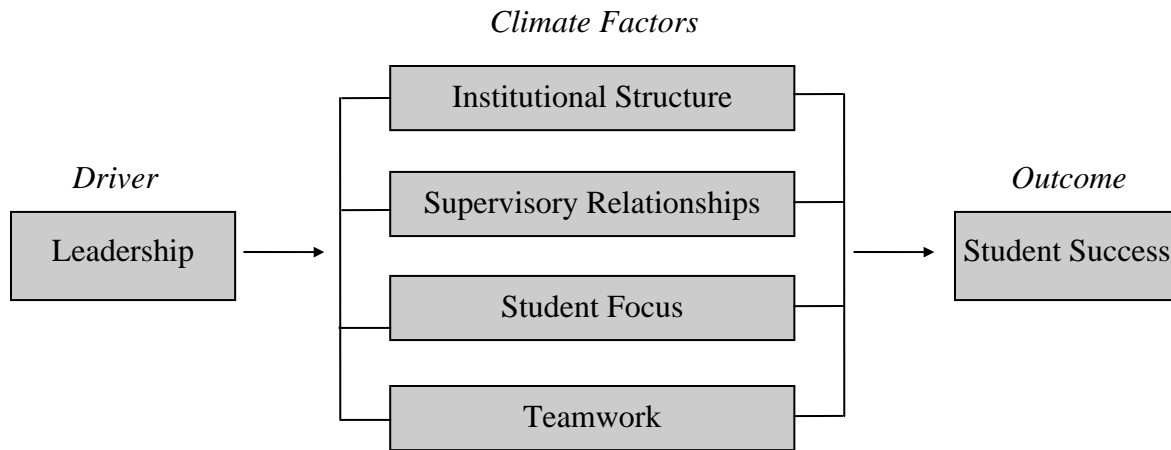 Climate Factors
Institutional Structure
Supervisory Relationships
Student Focus
Teamwork
Driver
Leadership
Outcome
Student Success